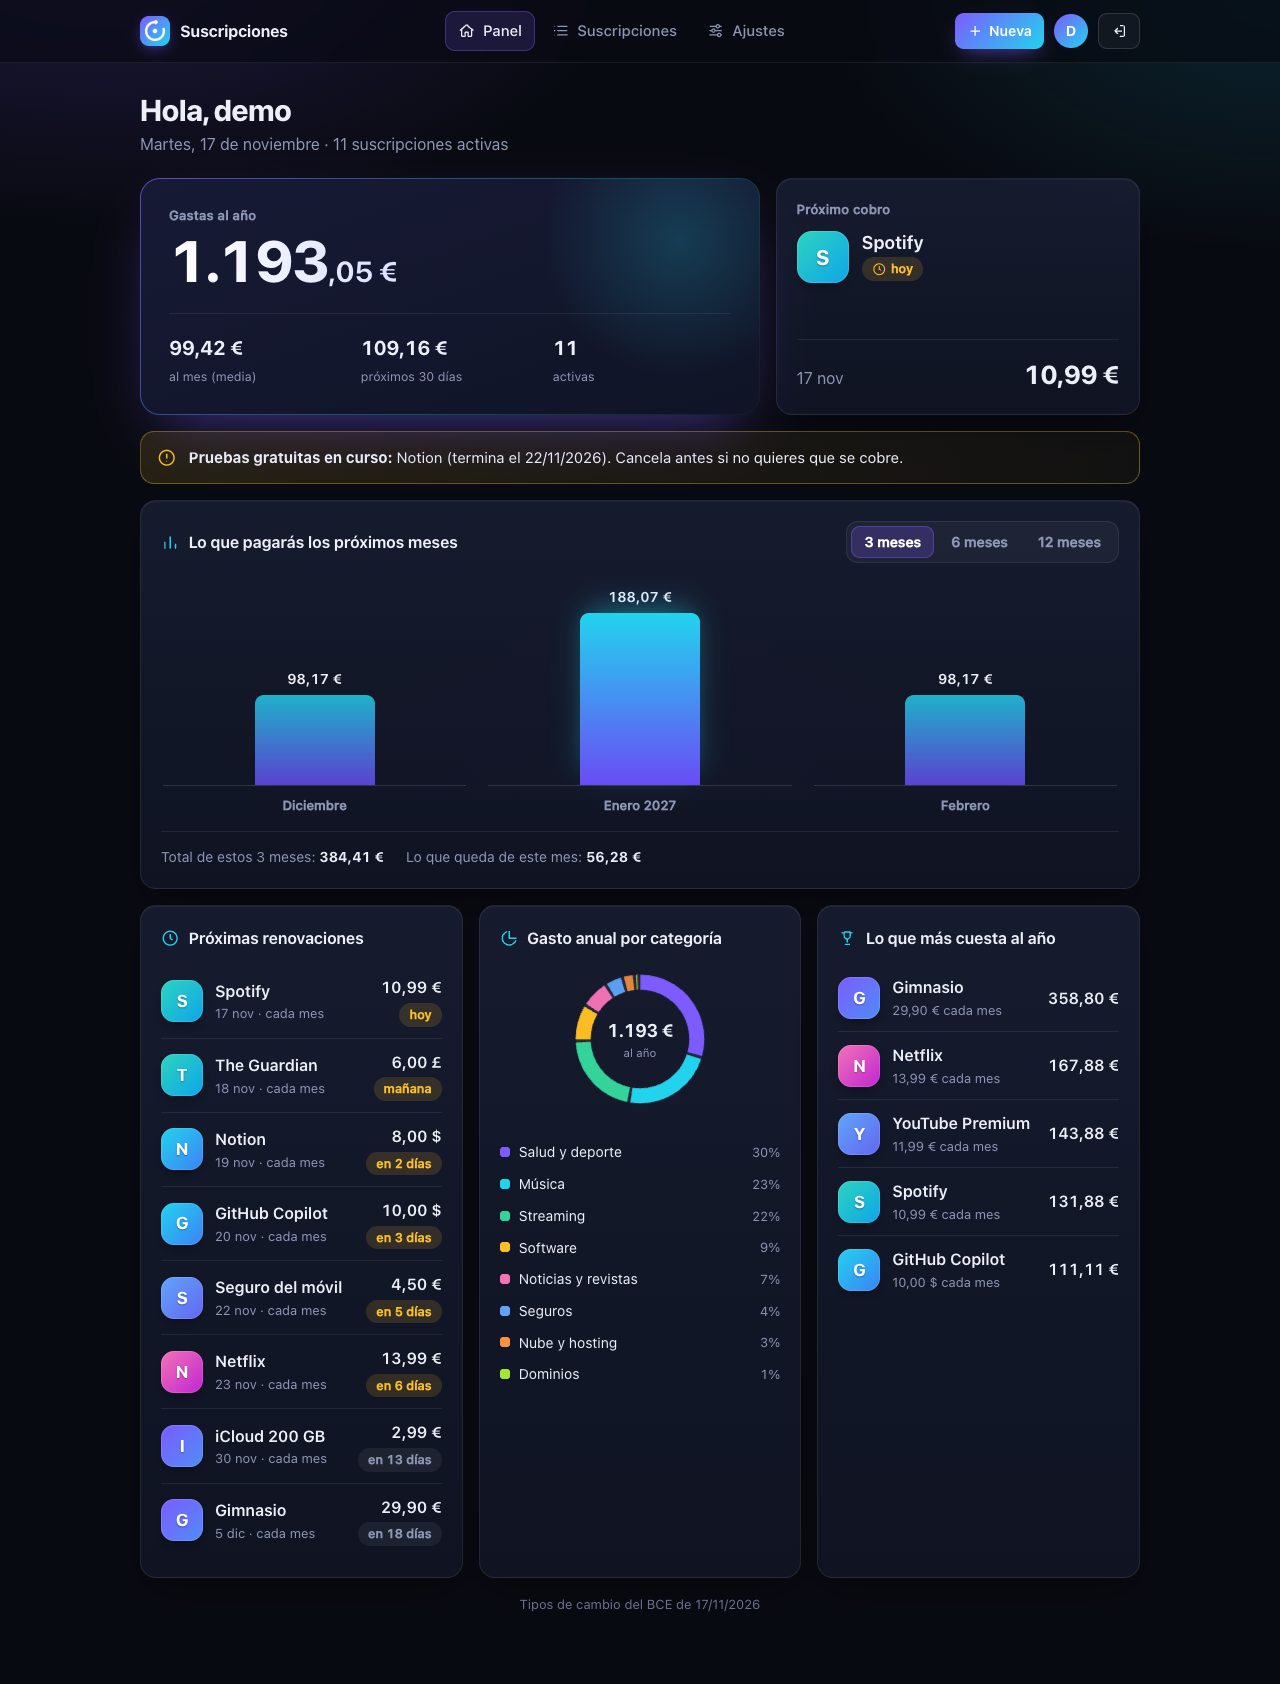 Suscripciones
Panel
Suscripciones
Ajustes
+ Nueva
D
Hola, demo
Martes, 17 de noviembre · 11 suscripciones activas
Gastas al año
1.193,05 €
99,42 €
al mes (media)
109,16 €
próximos 30 días
11
activas
Próximo cobro
S
Spotify
hoy
17 nov
10,99 €
Pruebas gratuitas en curso: Notion (termina el 22/11/2026). Cancela antes si no quieres que se cobre.
Lo que pagarás los próximos meses
3 meses
6 meses
12 meses
98,17 €
188,07 €
98,17 €
Diciembre
Enero 2027
Febrero
Total de estos 3 meses: 384,41 €
Lo que queda de este mes: 56,28 €
Próximas renovaciones
S
Spotify
17 nov · cada mes
10,99 €
hoy
T
The Guardian
18 nov · cada mes
6,00 £
mañana
N
Notion
19 nov · cada mes
8,00 $
en 2 días
G
GitHub Copilot
20 nov · cada mes
10,00 $
en 3 días
S
Seguro del móvil
22 nov · cada mes
4,50 €
en 5 días
N
Netflix
23 nov · cada mes
13,99 €
en 6 días
I
iCloud 200 GB
30 nov · cada mes
2,99 €
en 13 días
G
Gimnasio
5 dic · cada mes
29,90 €
en 18 días
Gasto anual por categoría
1.193 €
al año
Salud y deporte 30%
Música 23%
Streaming 22%
Software 9%
Noticias y revistas 7%
Seguros 4%
Nube y hosting 3%
Dominios 1%
Lo que más cuesta al año
G
Gimnasio
29,90 € cada mes
358,80 €
N
Netflix
13,99 € cada mes
167,88 €
Y
YouTube Premium
11,99 € cada mes
143,88 €
S
Spotify
10,99 € cada mes
131,88 €
G
GitHub Copilot
10,00 $ cada mes
111,11 €
Tipos de cambio del BCE de 17/11/2026